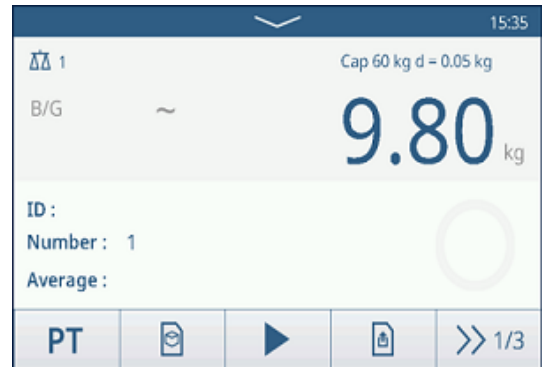 15:35
1 Cap 60 kg d = 0.05 kg
B/G ~ 9.80 kg
ID :
Number : 1
Average :
PT 1/3